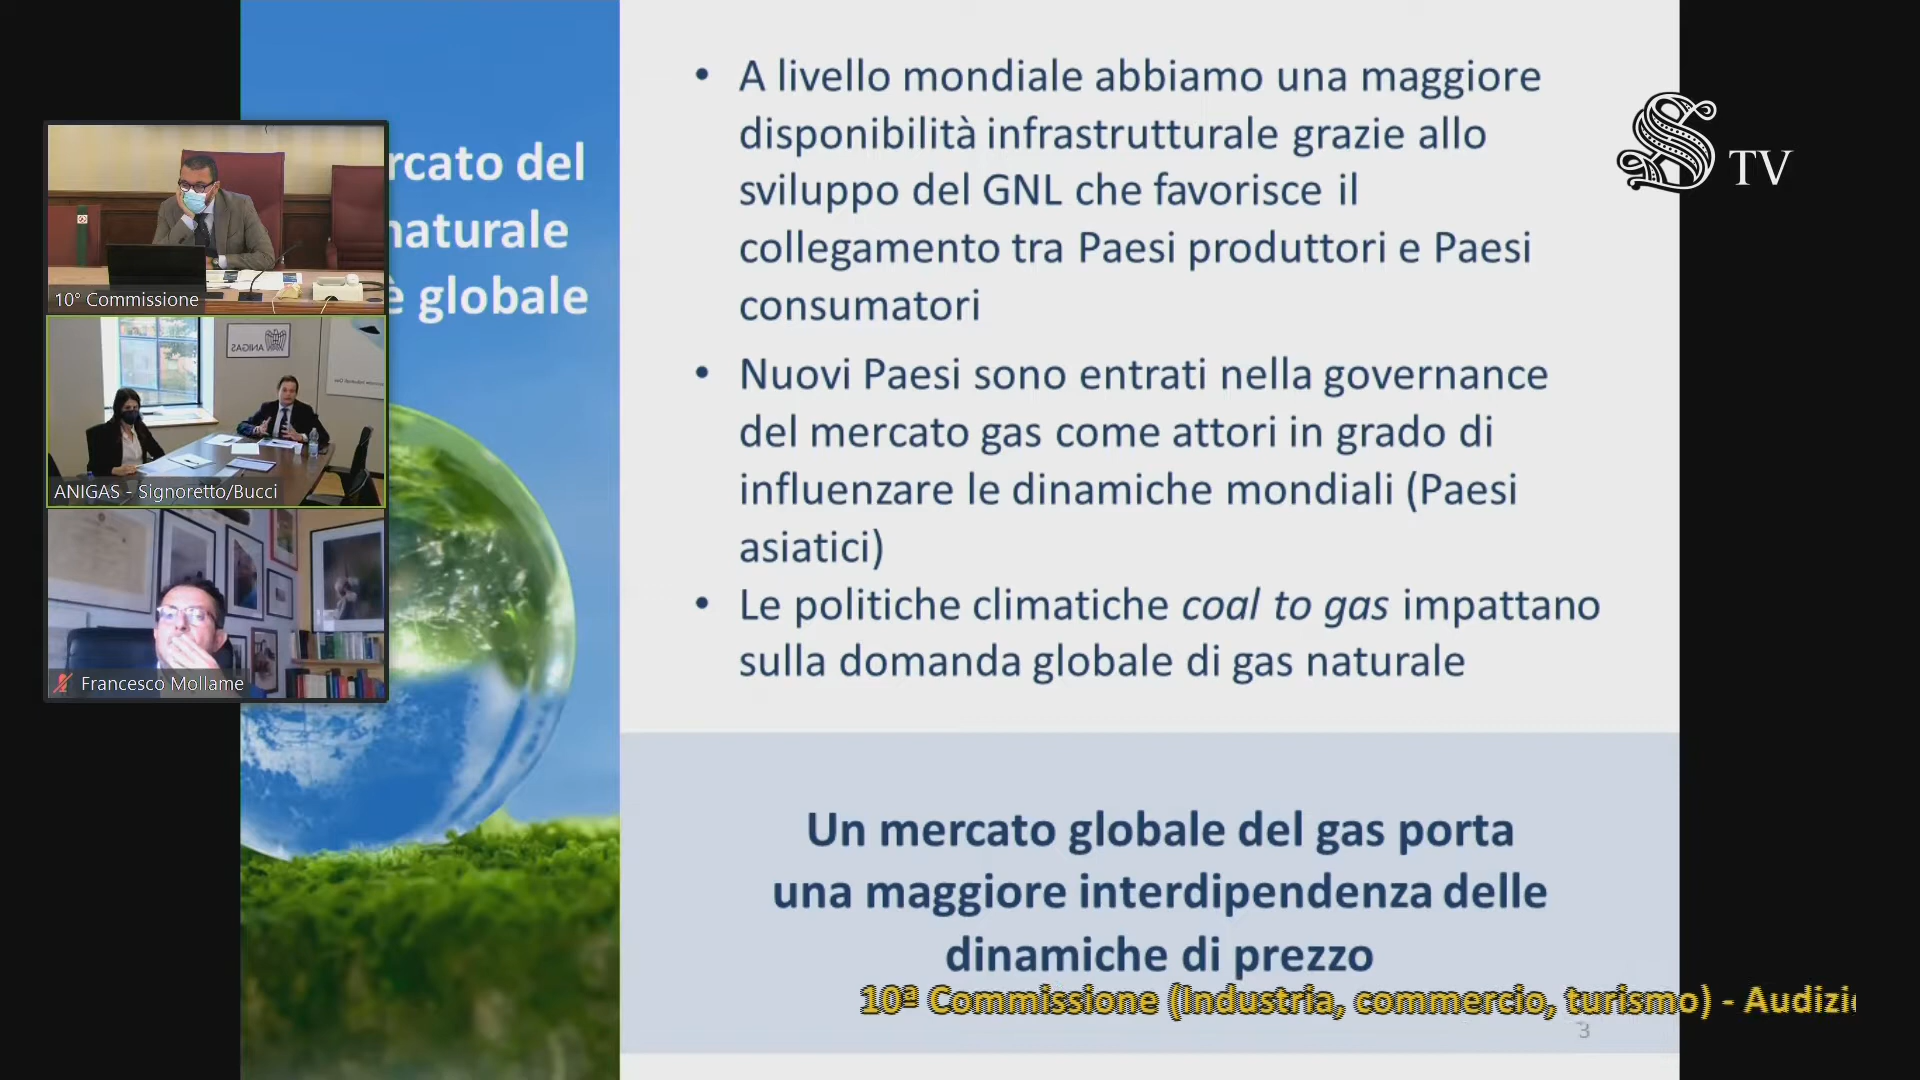 rcato del
naturale
è globale
10° Commissione
ANIGAS
ANIGAS - Signoretto/Bucci
Francesco Mollame
• A livello mondiale abbiamo una maggiore
disponibilità infrastrutturale grazie allo
sviluppo del GNL che favorisce il
collegamento tra Paesi produttori e Paesi
consumatori
• Nuovi Paesi sono entrati nella governance
del mercato gas come attori in grado di
influenzare le dinamiche mondiali (Paesi
asiatici)
• Le politiche climatiche coal to gas impattano
sulla domanda globale di gas naturale
S TV
Un mercato globale del gas porta
una maggiore interdipendenza delle
dinamiche di prezzo
10ª Commissione (Industria, commercio, turismo) - Audizi
3